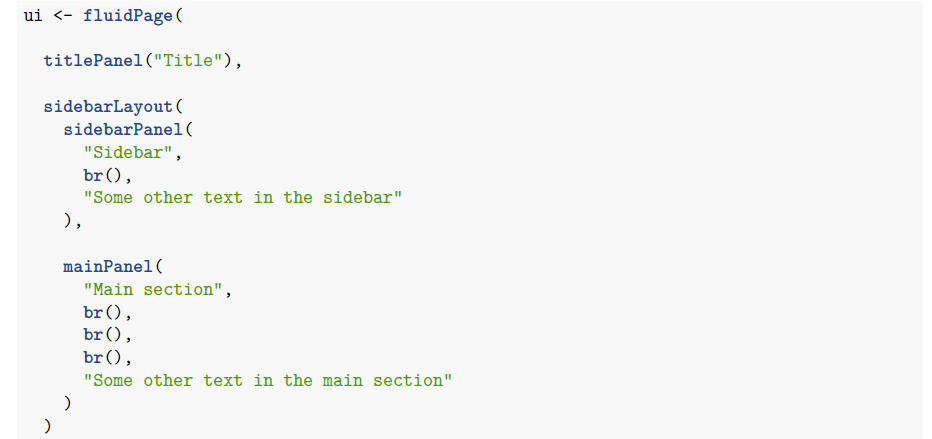 ui <- fluidPage(
titlePanel("Title"),
sidebarLayout(
sidebarPanel(
"Sidebar",
br(),
"Some other text in the sidebar"
),
mainPanel(
"Main section",
br(),
br(),
br(),
"Some other text in the main section"
)
)